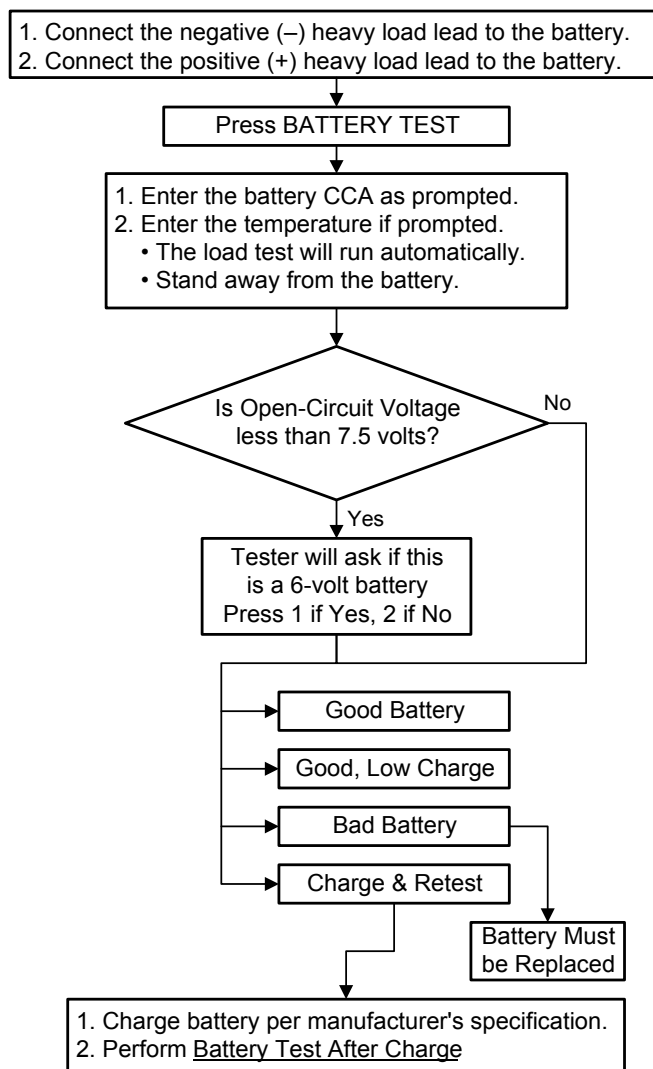 1. Connect the negative (–) heavy load lead to the battery.
2. Connect the positive (+) heavy load lead to the battery.
Press BATTERY TEST
1. Enter the battery CCA as prompted.
2. Enter the temperature if prompted.
• The load test will run automatically.
• Stand away from the battery.
Is Open-Circuit Voltage
less than 7.5 volts?
No
Yes
Tester will ask if this
is a 6-volt battery
Press 1 if Yes, 2 if No
Good Battery
Good, Low Charge
Bad Battery
Charge & Retest
Battery Must
be Replaced
1. Charge battery per manufacturer's specification.
2. Perform Battery Test After Charge